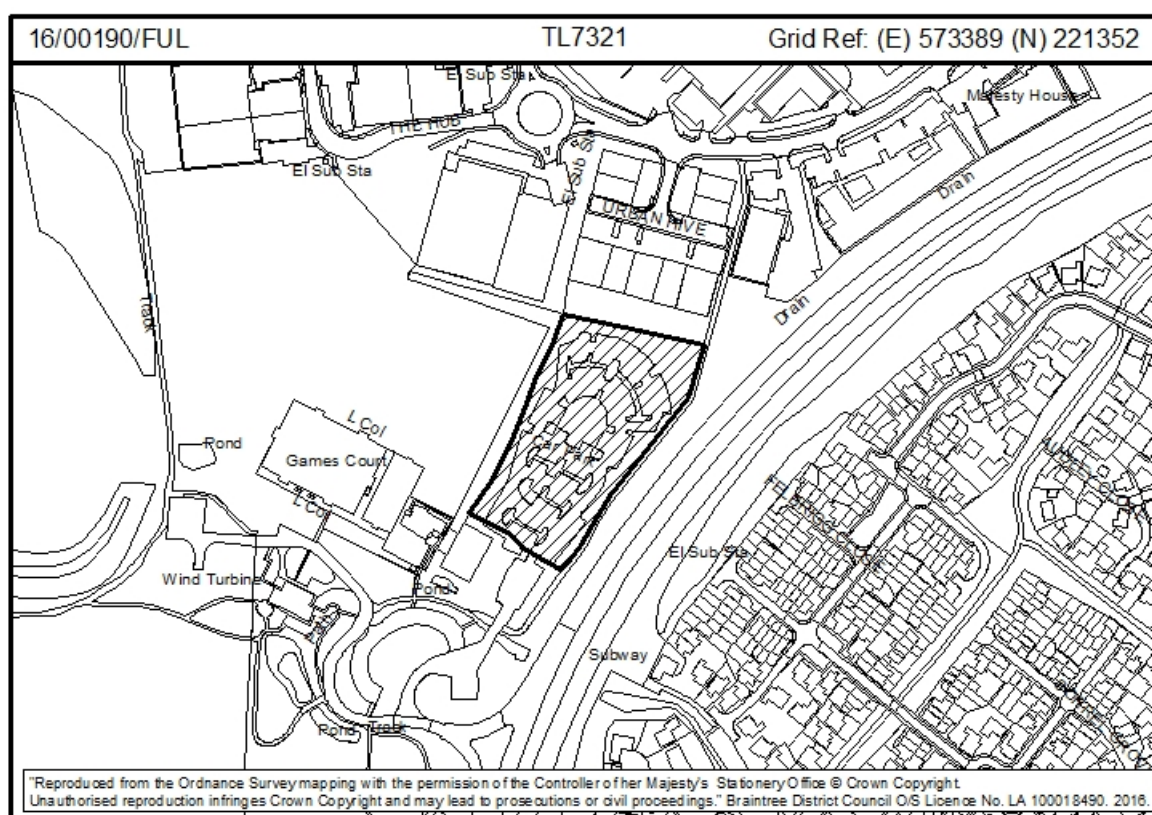 16/00190/FUL TL7321 Grid Ref: (E) 573389 (N) 221352
El Sub Sta
Majesty House
THE HUB
El Sub Sta
El Sub Sta
Drain
URBAN HIVE
Track
Drain
L Col
Pond
Games Court
Car Park
L Col
El Sub Sta
Wind Turbine
Pond
Subway
Pond
Track
"Reproduced from the Ordnance Survey mapping with the permission of the Controller of her Majesty's Stationery Office © Crown Copyright.
Unauthorised reproduction infringes Crown Copyright and may lead to prosecutions or civil proceedings." Braintree District Council O/S Licence No. LA 100018490. 2016.